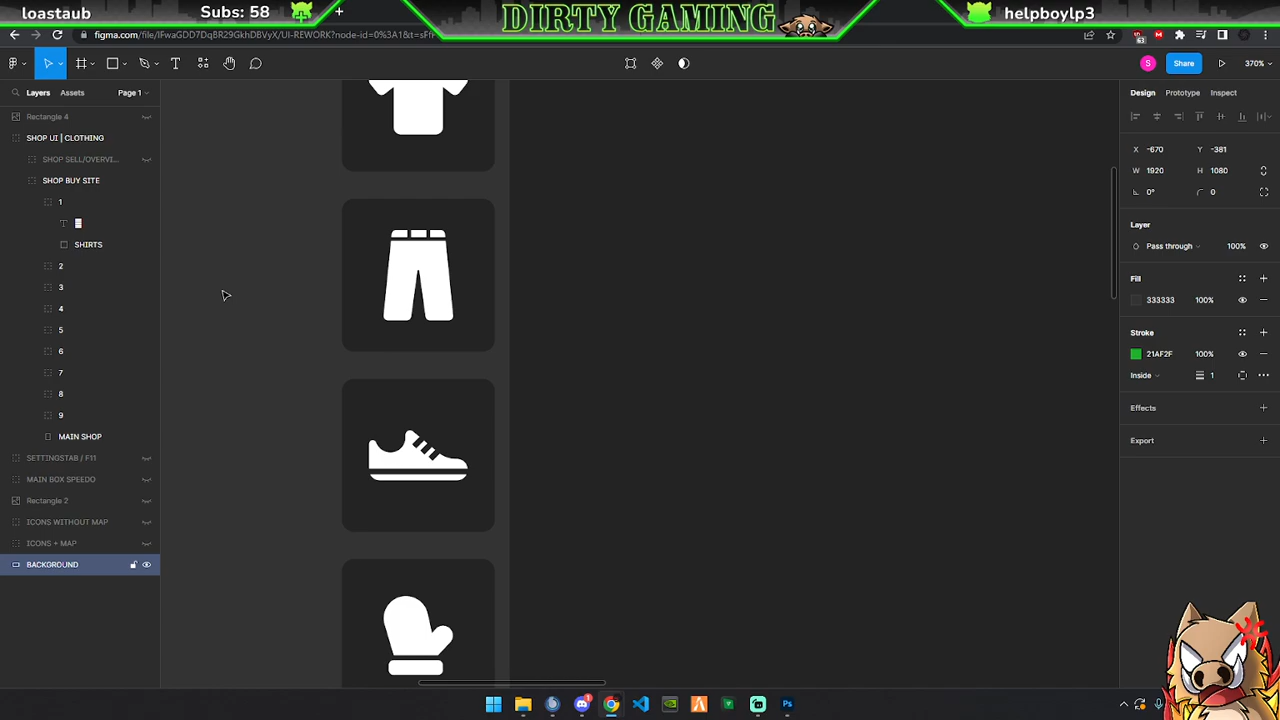 loastaub
Subs: 58
DIRTY GAMING
helpboylp3
figma.com/file/IFwaGDD7DqBR29GkhDBVyX/UI-REWORK?node-id=0%3A1&t=sFf
Share
370%
Layers
Assets
Page 1
Design
Prototype
Inspect
Rectangle 4
SHOP UI | CLOTHING
SHOP SELL/OVERVI...
SHOP BUY SITE
1
SHIRTS
2
3
4
5
6
7
8
9
MAIN SHOP
SETTINGSTAB / F11
MAIN BOX SPEEDO
Rectangle 2
ICONS WITHOUT MAP
ICONS + MAP
BACKGROUND
X -670
Y -381
W 1920
H 1080
0°
0
Layer
Pass through
100%
Fill
333333
100%
Stroke
21AF2F
100%
Inside
1
Effects
Export